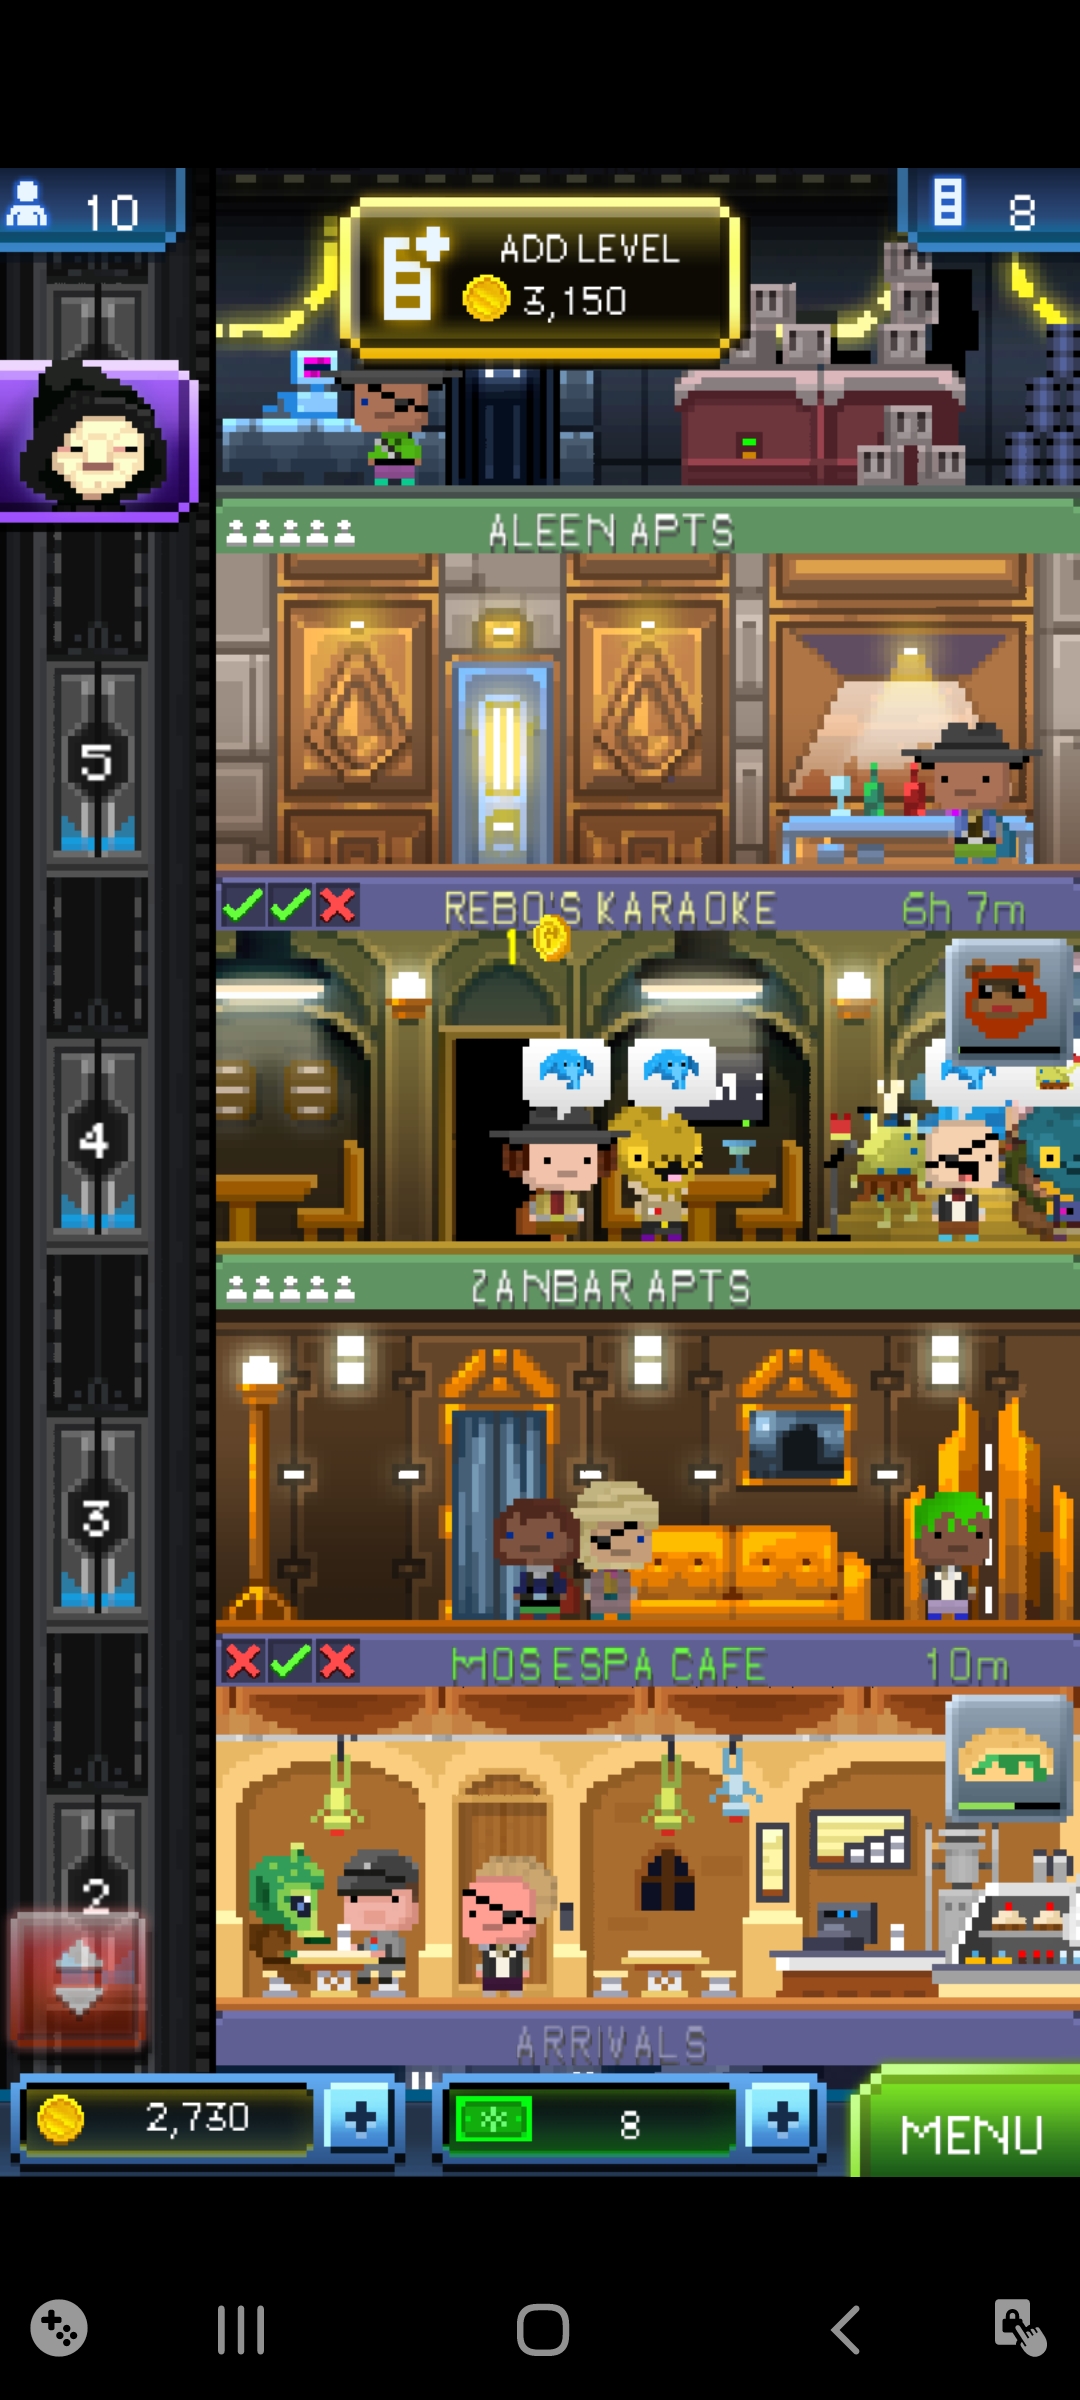 10
ADD LEVEL
3,150
8
ALEEN APTS
5
REBO'S KARAOKE 6h 7m
1
4
ZANBAR APTS
3
MOS ESPA CAFE 10m
2
ARRIVALS
2,730
8
MENU